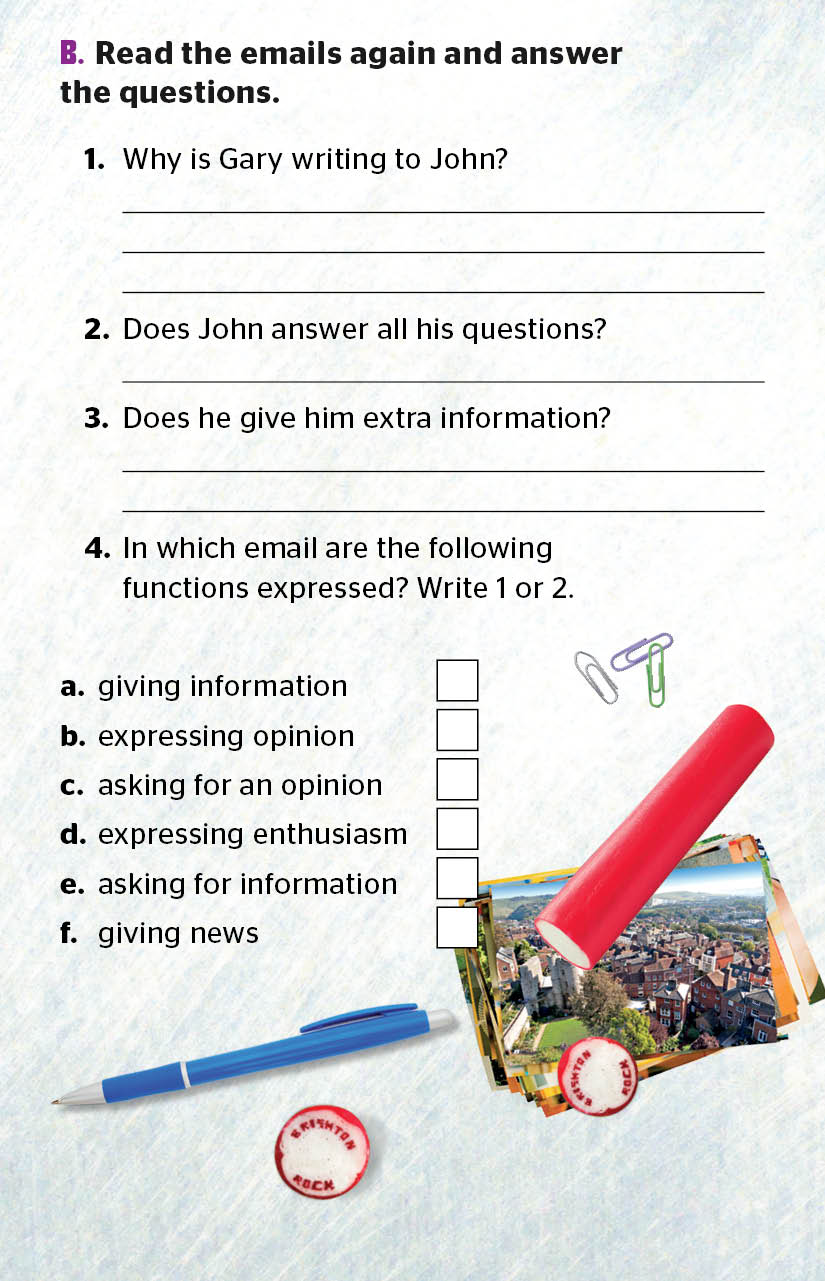 B. Read the emails again and answer
the questions.
1. Why is Gary writing to John?
2. Does John answer all his questions?
3. Does he give him extra information?
4. In which email are the following
functions expressed? Write 1 or 2.
a. giving information
b. expressing opinion
c. asking for an opinion
d. expressing enthusiasm
e. asking for information
f. giving news
BRIGHTON
ROCK
BRIGHTON
ROCK